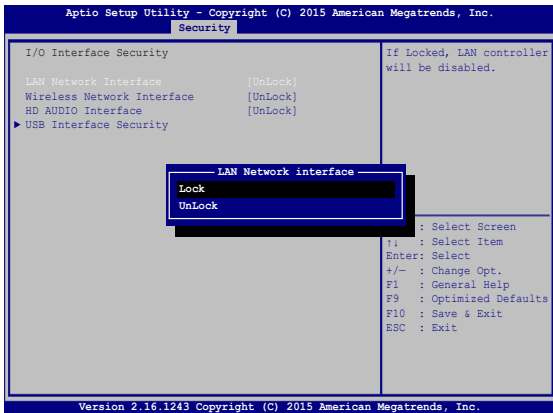 Aptio Setup Utility - Copyright (C) 2015 American Megatrends, Inc.
Security
I/O Interface Security
LAN Network Interface [UnLock]
Wireless Network Interface [UnLock]
HD AUDIO Interface [UnLock]
▶ USB Interface Security
If Locked, LAN controller
will be disabled.
LAN Network interface
Lock
UnLock
: Select Screen
↑↓ : Select Item
Enter: Select
+/— : Change Opt.
F1 : General Help
F9 : Optimized Defaults
F10 : Save & Exit
ESC : Exit
Version 2.16.1243 Copyright (C) 2015 American Megatrends, Inc.